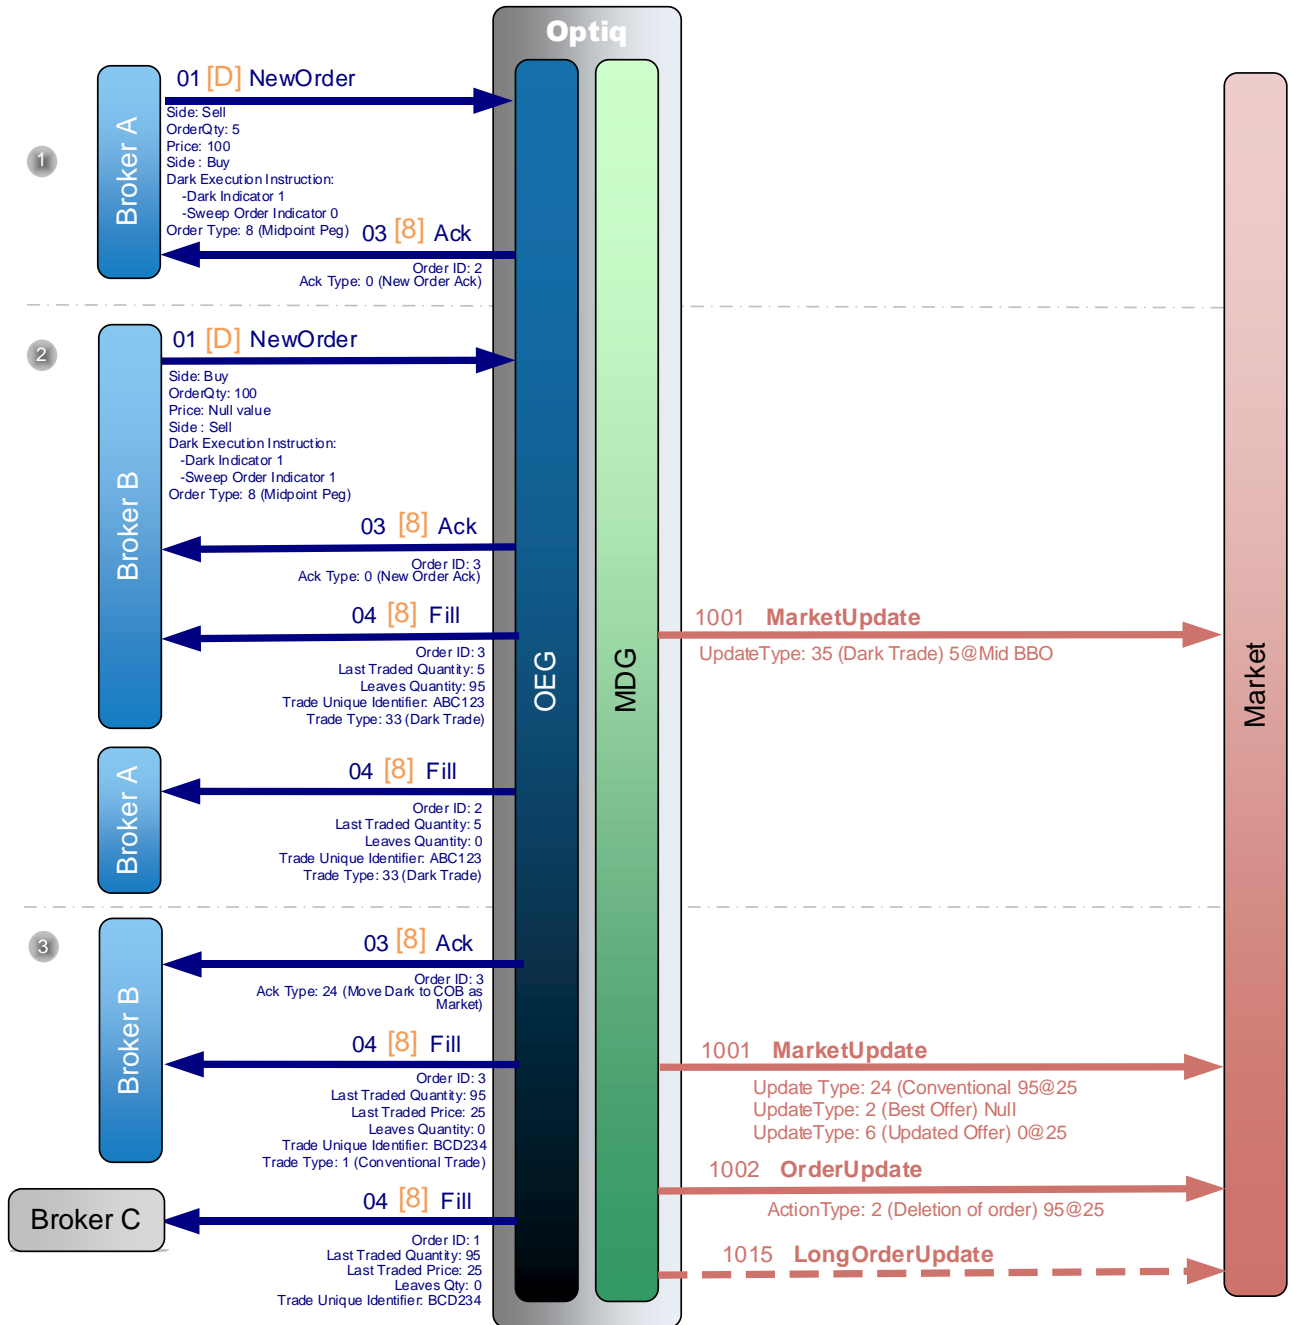 Optiq
1
Broker A
01 [D] NewOrder
Side: Sell
OrderQty: 5
Price: 100
Side : Buy
Dark Execution Instruction:
-Dark Indicator 1
-Sweep Order Indicator 0
Order Type: 8 (Midpoint Peg)
03 [8] Ack
Order ID: 2
Ack Type: 0 (New Order Ack)
2
Broker B
01 [D] NewOrder
Side: Buy
OrderQty: 100
Price: Null value
Side : Sell
Dark Execution Instruction:
-Dark Indicator 1
-Sweep Order Indicator 1
Order Type: 8 (Midpoint Peg)
03 [8] Ack
Order ID: 3
Ack Type: 0 (New Order Ack)
04 [8] Fill
Order ID: 3
Last Traded Quantity: 5
Leaves Quantity: 95
Trade Unique Identifier: ABC123
Trade Type: 33 (Dark Trade)
OEG
MDG
1001 MarketUpdate
UpdateType: 35 (Dark Trade) 5@Mid BBO
Market
Broker A
04 [8] Fill
Order ID: 2
Last Traded Quantity: 5
Leaves Quantity: 0
Trade Unique Identifier: ABC123
Trade Type: 33 (Dark Trade)
3
Broker B
03 [8] Ack
Order ID: 3
Ack Type: 24 (Move Dark to COB as
Market)
04 [8] Fill
Order ID: 3
Last Traded Quantity: 95
Last Traded Price: 25
Leaves Quantity: 0
Trade Unique Identifier: BCD234
Trade Type: 1 (Conventional Trade)
1001 MarketUpdate
Update Type: 24 (Conventional 95@25
UpdateType: 2 (Best Offer) Null
UpdateType: 6 (Updated Offer) 0@25
1002 OrderUpdate
ActionType: 2 (Deletion of order) 95@25
1015 LongOrderUpdate
Broker C
04 [8] Fill
Order ID: 1
Last Traded Quantity: 95
Last Traded Price: 25
Leaves Qty: 0
Trade Unique Identifier: BCD234